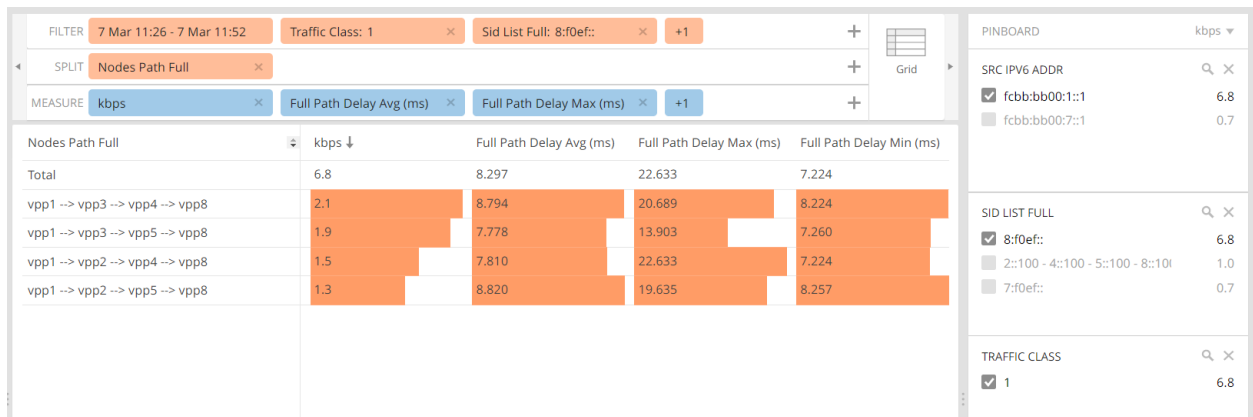 FILTER 7 Mar 11:26 - 7 Mar 11:52 Traffic Class: 1 × Sid List Full: 8:f0ef:: × +1 +
SPLIT Nodes Path Full × +
Grid
MEASURE kbps × Full Path Delay Avg (ms) × Full Path Delay Max (ms) × +1 +
Nodes Path Full kbps Full Path Delay Avg (ms) Full Path Delay Max (ms) Full Path Delay Min (ms)
Total 6.8 8.297 22.633 7.224
vpp1 --> vpp3 --> vpp4 --> vpp8 2.1 8.794 20.689 8.224
vpp1 --> vpp3 --> vpp5 --> vpp8 1.9 7.778 13.903 7.260
vpp1 --> vpp2 --> vpp4 --> vpp8 1.5 7.810 22.633 7.224
vpp1 --> vpp2 --> vpp5 --> vpp8 1.3 8.820 19.635 8.257
PINBOARD kbps
SRC IPV6 ADDR
fcbb:bb00:1::1 6.8
fcbb:bb00:7::1 0.7
SID LIST FULL
8:f0ef:: 6.8
2::100 - 4::100 - 5::100 - 8::10 1.0
7:f0ef:: 0.7
TRAFFIC CLASS
1 6.8